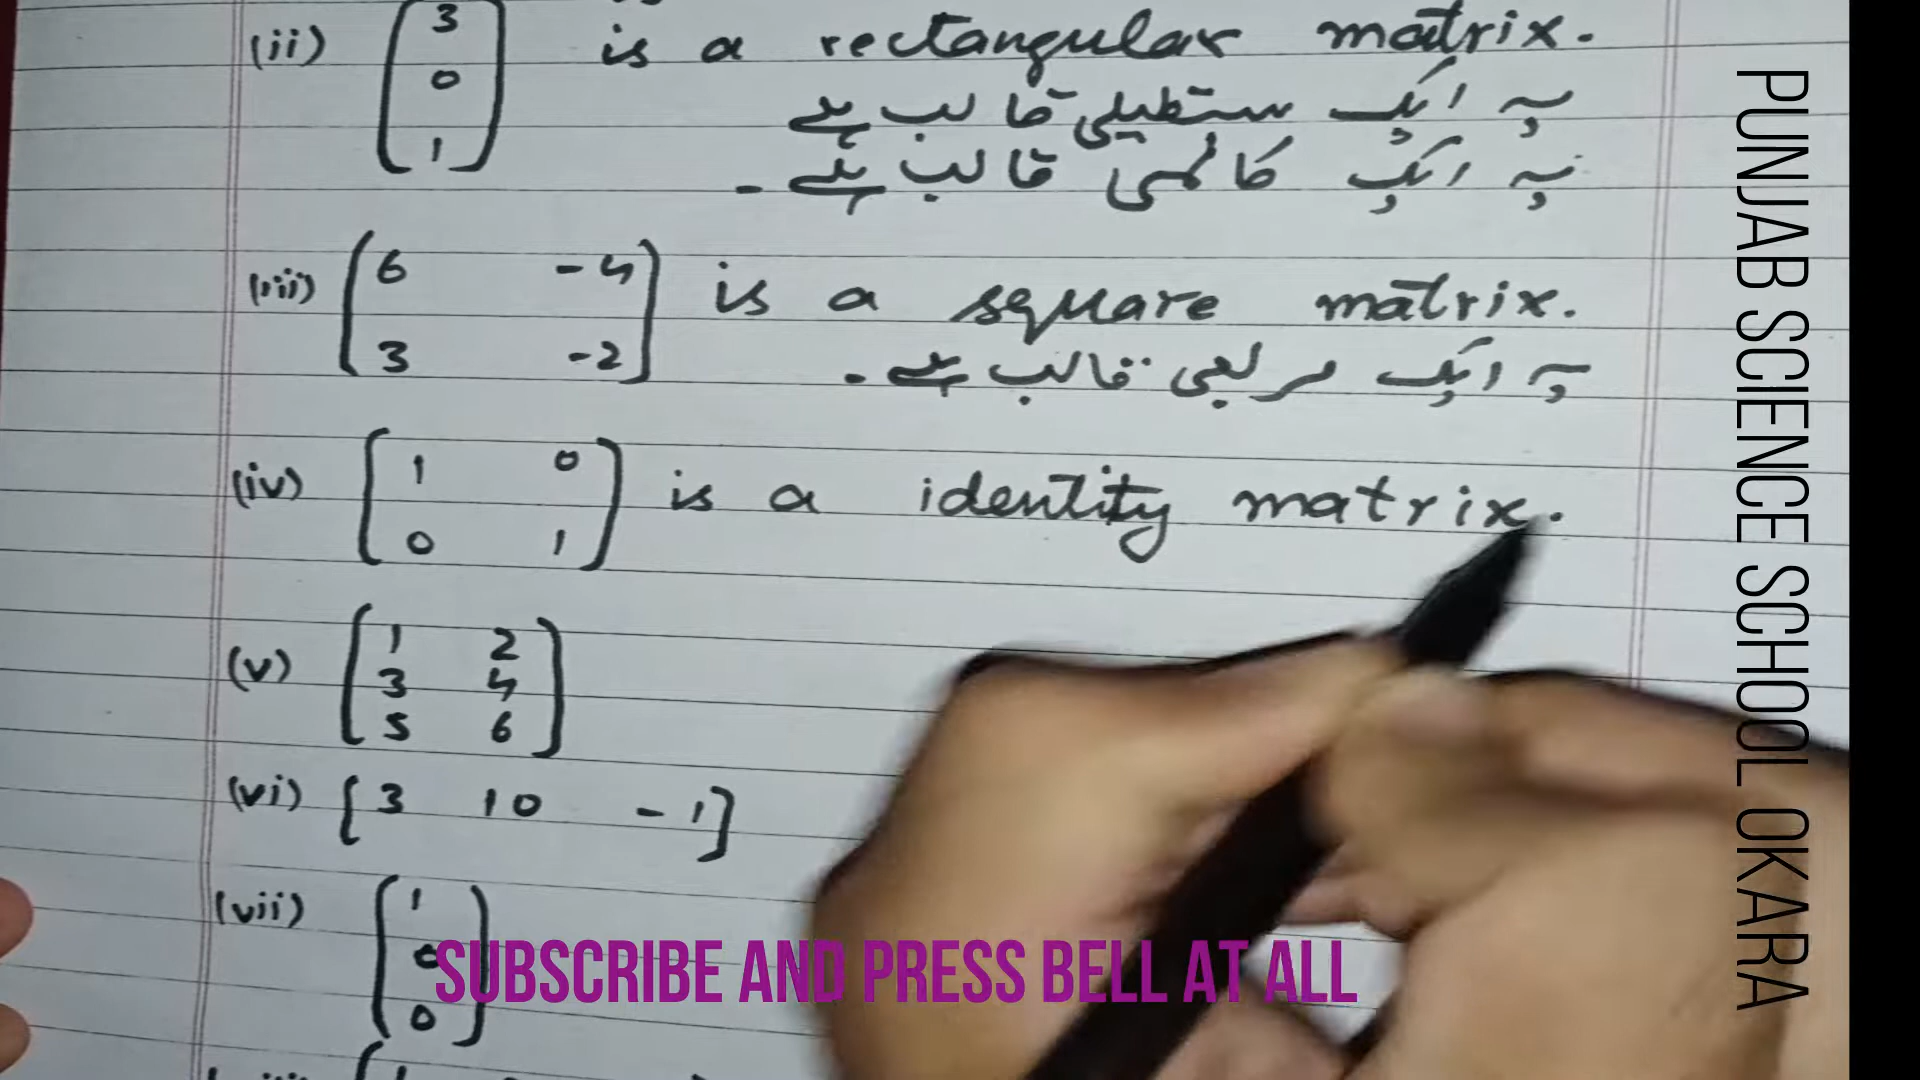 (ii) [3 is a rectangular matrix.
0 یہ ایک مستطیلی قالب ہے
1] یہ ایک کالمی قالب ہے۔
(iii) [6 -4 is a square matrix.
3 -2] یہ ایک مربعی قالب ہے۔
(iv) [1 0 is a identity matrix.
0 1]
(v) [1 2
3 4
5 6]
(vi) [3 10 -1]
(vii) [1
0
0]
SUBSCRIBE AND PRESS BELL AT ALL
PUNJAB SCIENCE SCHOOL OKARA